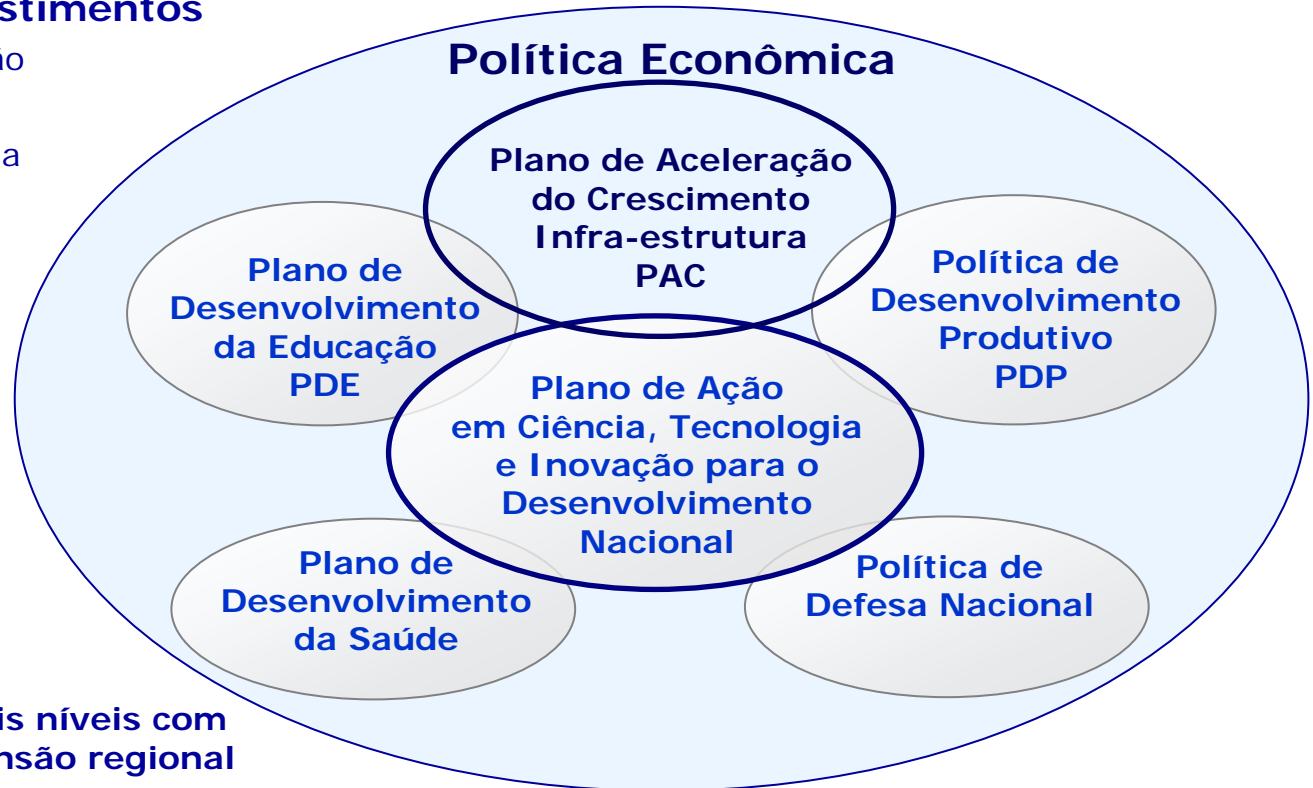 stimentos
ão
a
Política Econômica
Plano de Aceleração
do Crescimento
Infra-estrutura
PAC
Plano de
Desenvolvimento
da Educação
PDE
Política de
Desenvolvimento
Produtivo
PDP
Plano de Ação
em Ciência, Tecnologia
e Inovação para o
Desenvolvimento
Nacional
Plano de
Desenvolvimento
da Saúde
Política de
Defesa Nacional
is níveis com
nsão regional